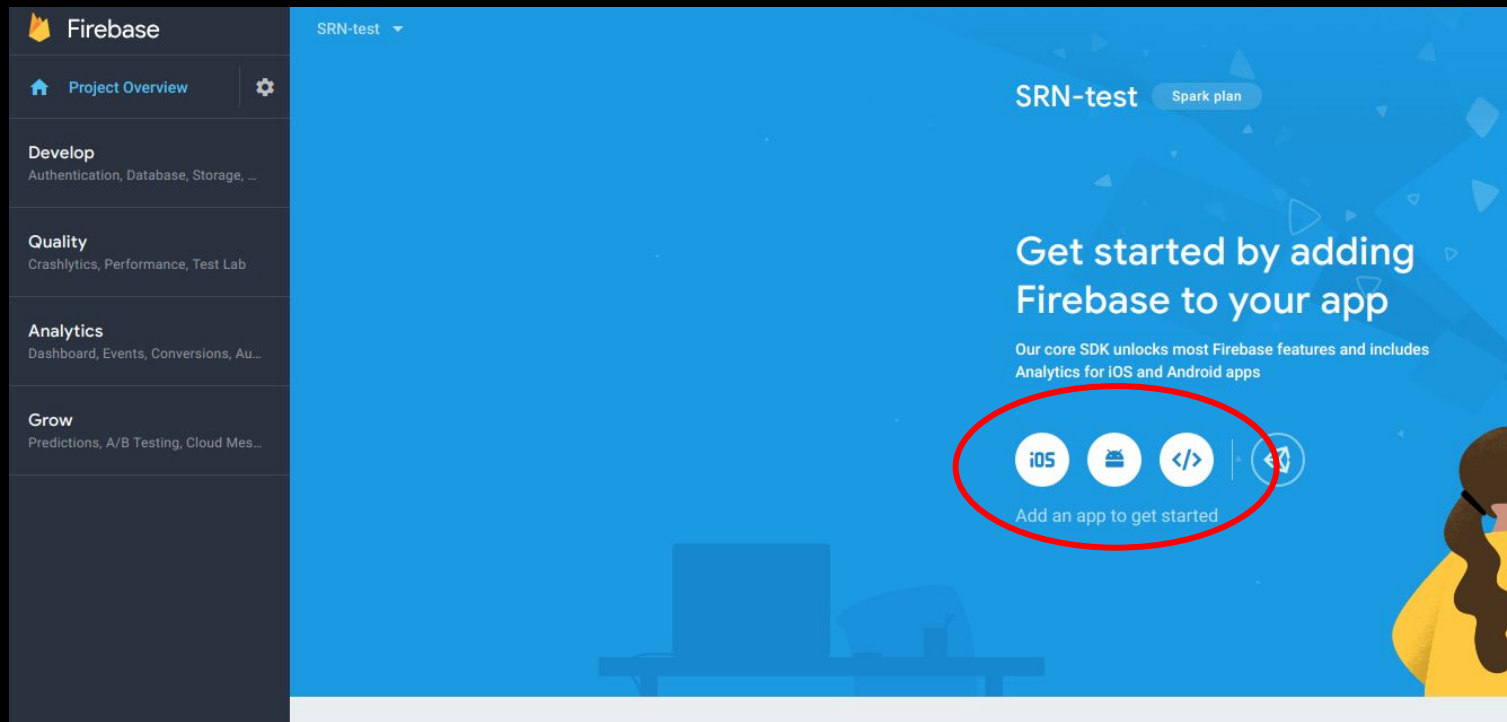 Firebase
SRN-test
Project Overview
Develop
Authentication, Database, Storage, ...
Quality
Crashlytics, Performance, Test Lab
Analytics
Dashboard, Events, Conversions, Au...
Grow
Predictions, A/B Testing, Cloud Mes...
SRN-test
Spark plan
Get started by adding
Firebase to your app
Our core SDK unlocks most Firebase features and includes
Analytics for iOS and Android apps
iOS
</>
Add an app to get started